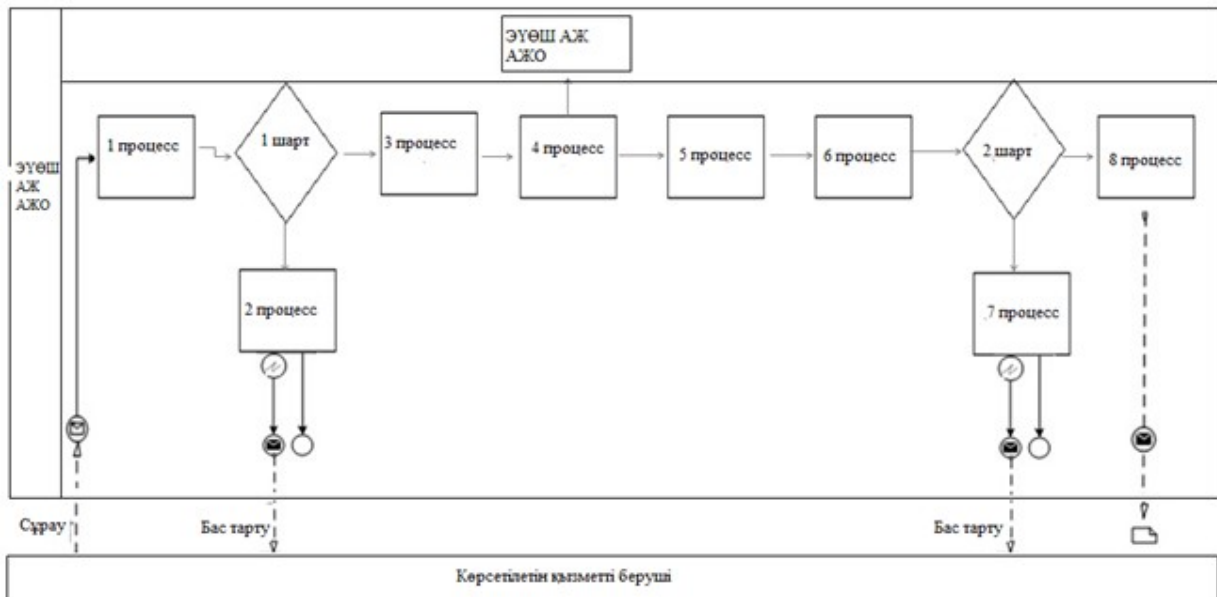 ЭҮӨШ АЖ
АЖО
ЭҮӨШ
АЖ
АЖО
1 процесс
1 шарт
3 процесс
4 процесс
5 процесс
6 процесс
2 шарт
8 процесс
2 процесс
7 процесс
Сұрау
Бас тарту
Бас тарту
Көрсетілетін қызметті беруші